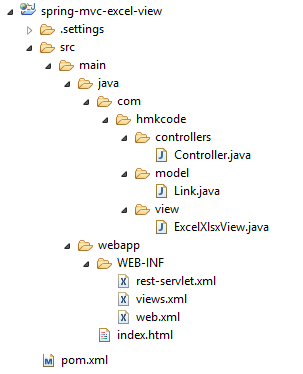 spring-mvc-excel-view
.settings
src
main
java
com
hmkcode
controllers
Controller.java
model
Link.java
view
ExcelXlsxView.java
webapp
WEB-INF
rest-servlet.xml
views.xml
web.xml
index.html
pom.xml